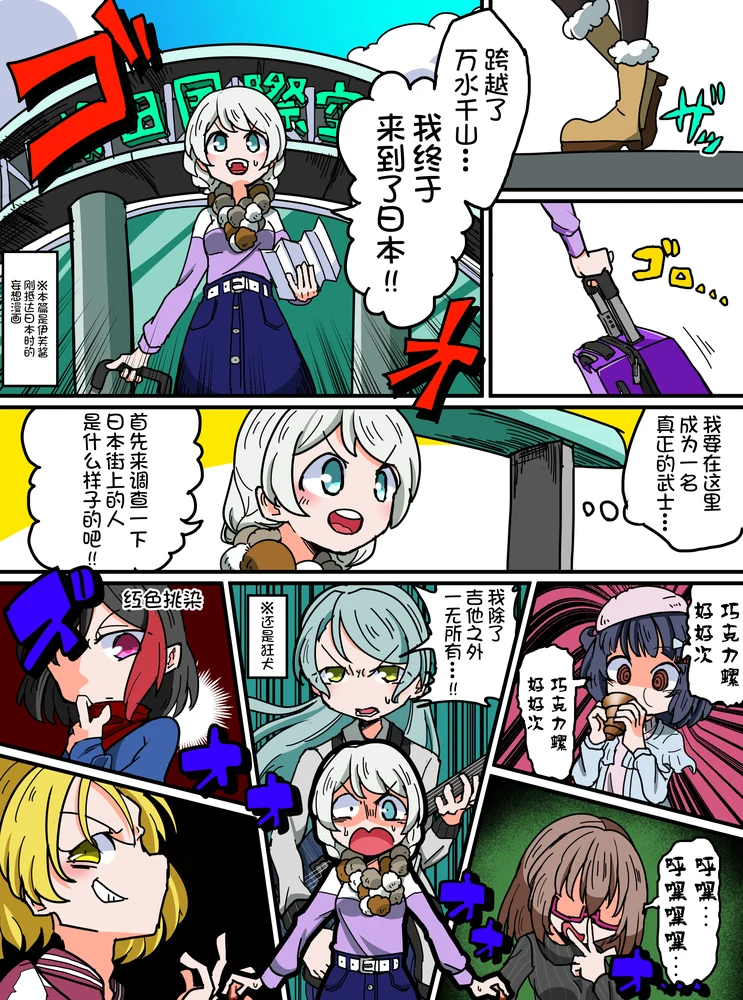 ザッ
ゴロ…
跨越了
万水千山…
我终于
来到了日本!!
田国際空
ゴオオ
※本篇是伊芙酱
刚抵达日本时的
妄想漫画
我要在这里
成为一名
真正的武士…
首先来调查一下
日本街上的人
是什么样子的吧!!
巧克力螺
好好次
巧克力螺
好好次
我除了
吉他之外
一无所有…!!
※还是狂犬
红色挑染
ズオオオオ…
呼嘿…
呼嘿嘿嘿…